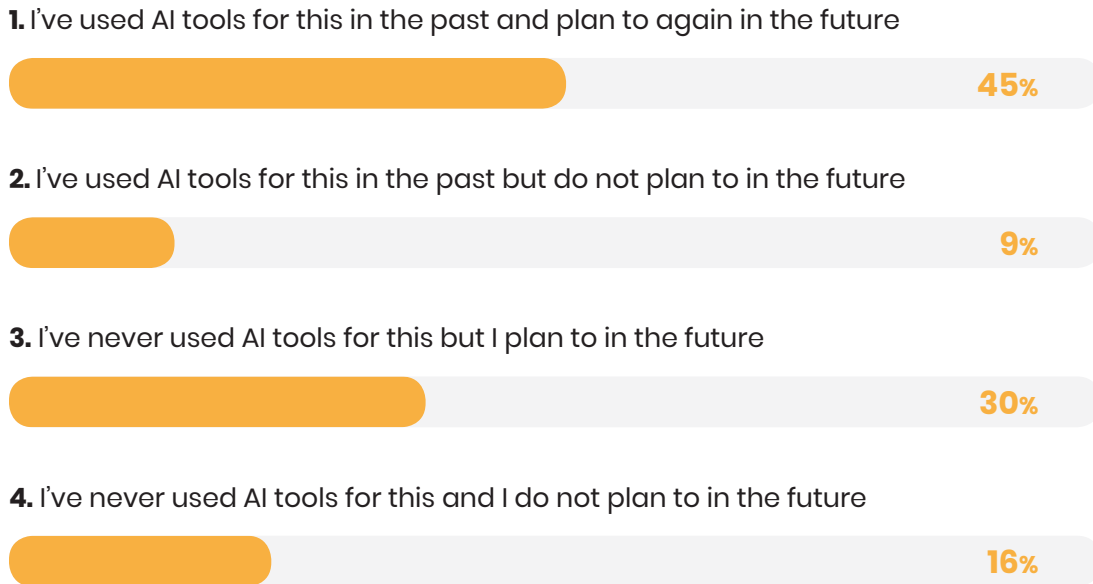 1. I’ve used AI tools for this in the past and plan to again in the future
45%
2. I’ve used AI tools for this in the past but do not plan to in the future
9%
3. I’ve never used AI tools for this but I plan to in the future
30%
4. I’ve never used AI tools for this and I do not plan to in the future
16%